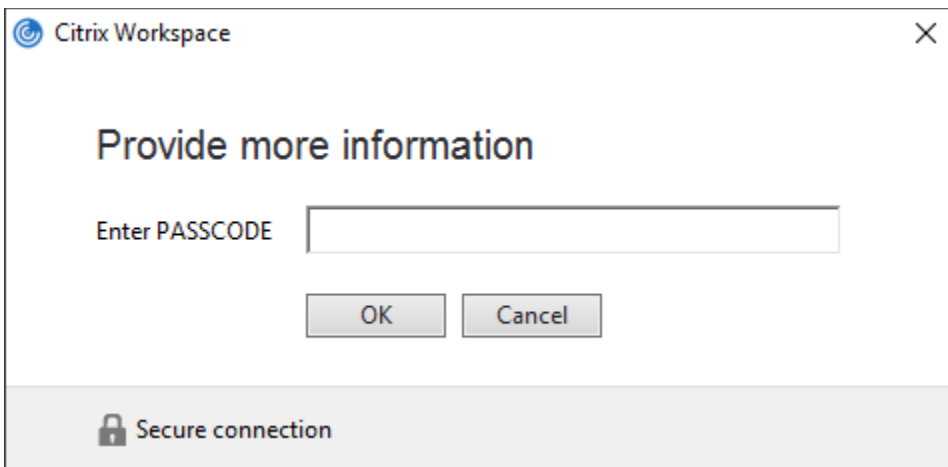 Citrix Workspace
Provide more information
Enter PASSCODE
OK Cancel
Secure connection